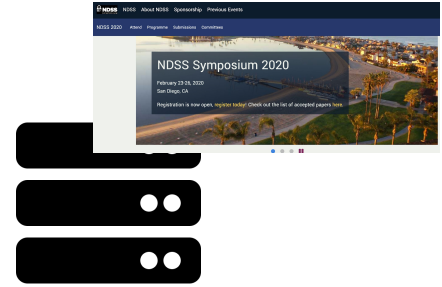 NDSS NDSS About NDSS Sponsorship Previous Events
NDSS 2020 Attend Programme Submissions Committees
NDSS Symposium 2020
February 23-26, 2020
San Diego, CA
Registration is now open, register today! Check out the list of accepted papers here.